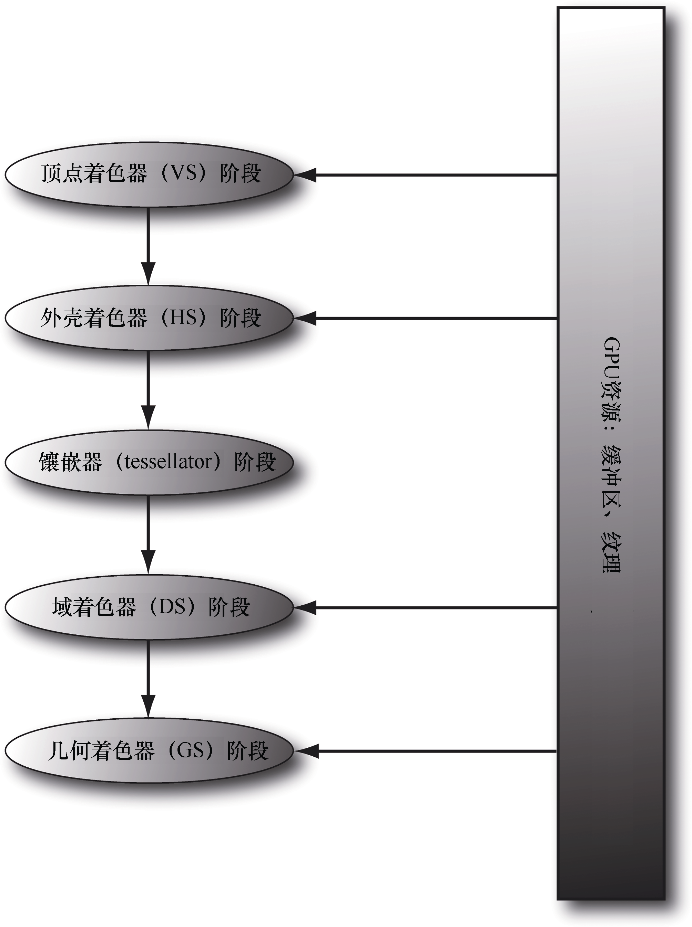 顶点着色器（VS）阶段
外壳着色器（HS）阶段
镶嵌器（tessellator）阶段
域着色器（DS）阶段
几何着色器（GS）阶段
GPU资源：缓冲区、纹理